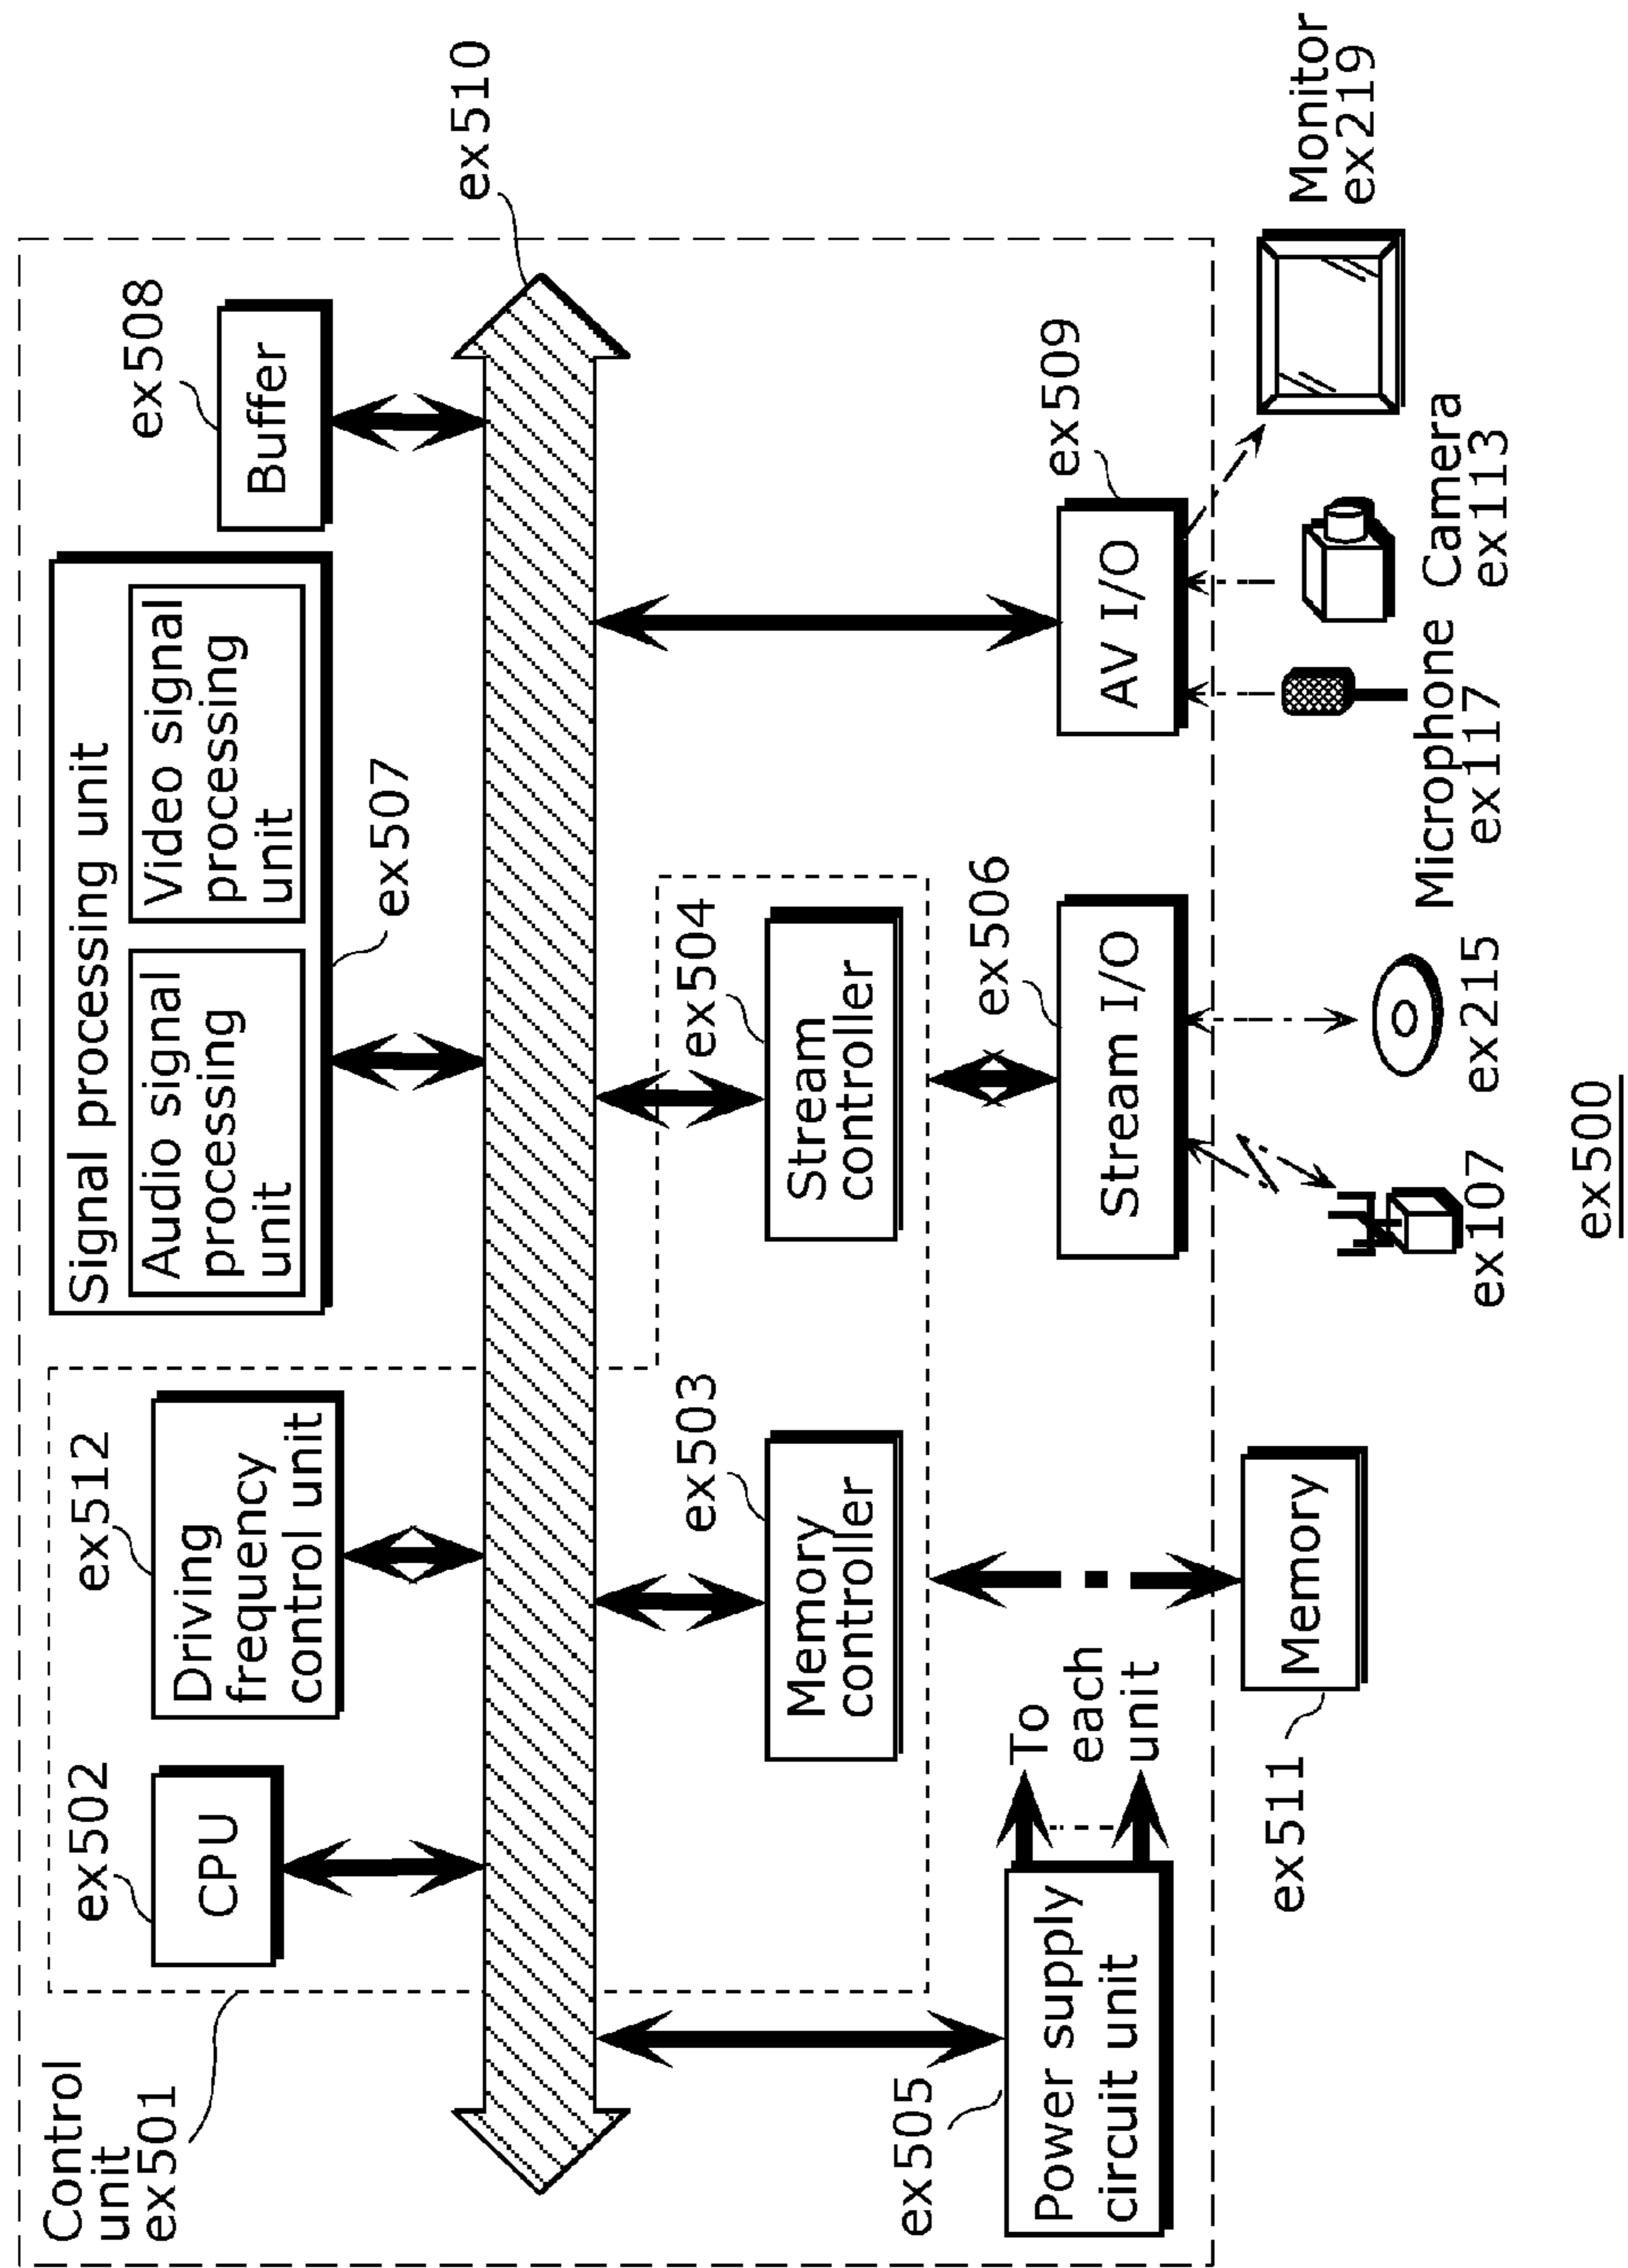 Control
unit
ex501
ex502
CPU
ex512
Driving
frequency
control unit
Signal processing unit
Audio signal
processing
unit
Video signal
processing
unit
ex507
ex508
Buffer
ex510
ex503
Memory
controller
ex504
Stream
controller
ex505
Power supply
circuit unit
To
each
unit
ex506
Stream I/O
ex509
AV I/O
ex511
Memory
ex107
ex215
Microphone
ex117
Camera
ex113
Monitor
ex219
ex500